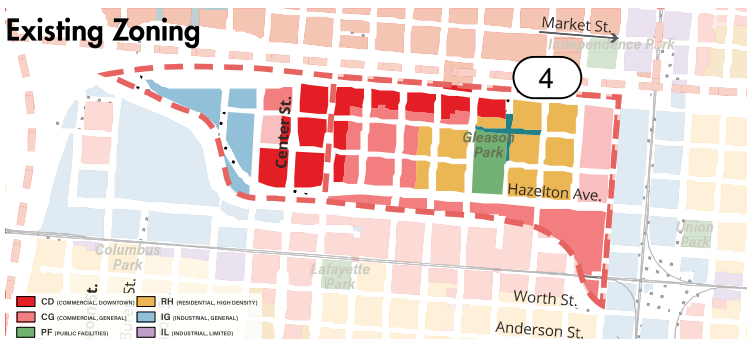 Existing Zoning
Market St.
Independence Park
4
Center St.
Gleason
Park
Hazelton Ave.
Columbus
Park
Union
Park
Lafayette
Park
Worth St.
Anderson St.
CD (COMMERCIAL, DOWNTOWN)
RH (RESIDENTIAL, HIGH DENSITY)
CG (COMMERCIAL, GENERAL)
IG (INDUSTRIAL, GENERAL)
PF (PUBLIC FACILITIES)
IL (INDUSTRIAL, LIMITED)